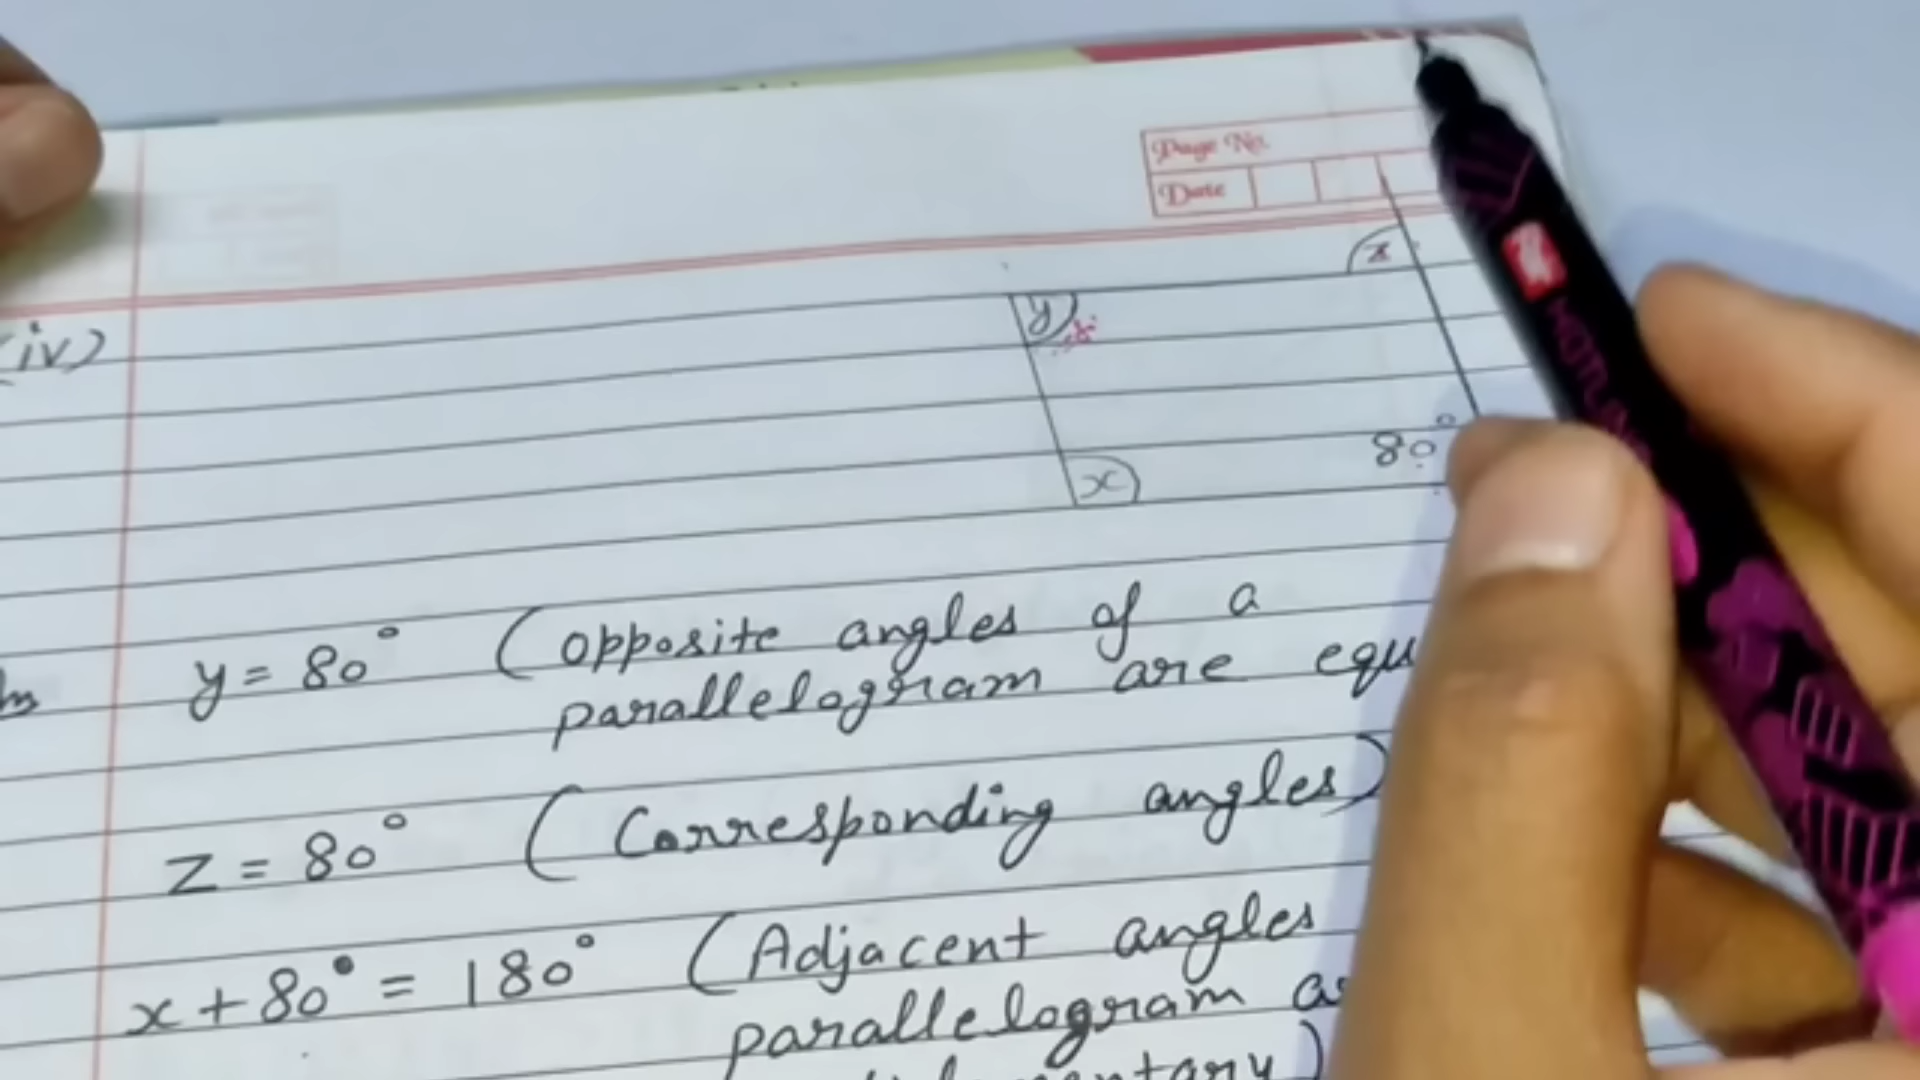 Page No.
Date
z
(iv)
y
x
80°
y = 80° (opposite angles of a
parallelogram are
z = 80° (Corresponding angles)
x + 80° = 180° (Adjacent angles
parallelogram